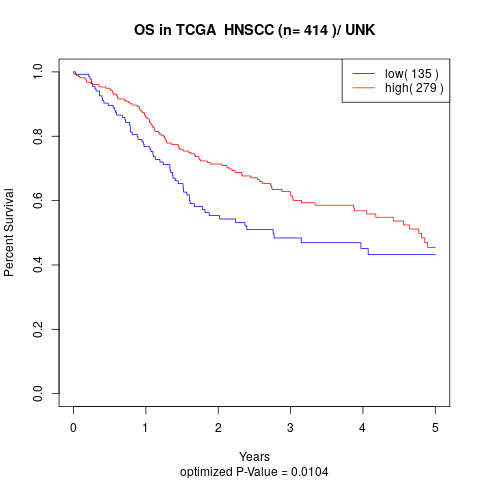 OS in TCGA  HNSCC (n= 414 )/ UNK
low( 135 )
high( 279 )
1.0
0.8
0.6
0.4
0.2
0.0
Percent Survival
0 1 2 3 4 5
Years
optimized P-Value = 0.0104